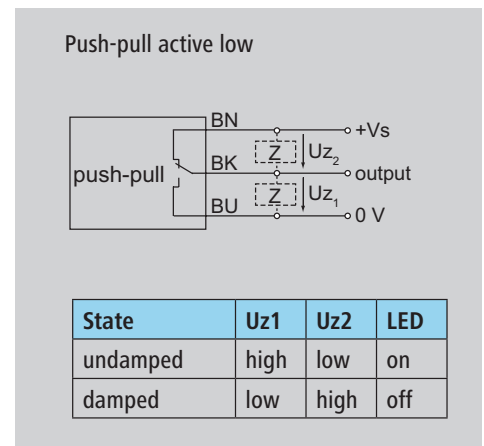 Push-pull active low
BN
+Vs
Z Uz₂
push-pull
BK
output
Z Uz₁
BU
0 V
State Uz1 Uz2 LED
undamped high low on
damped low high off